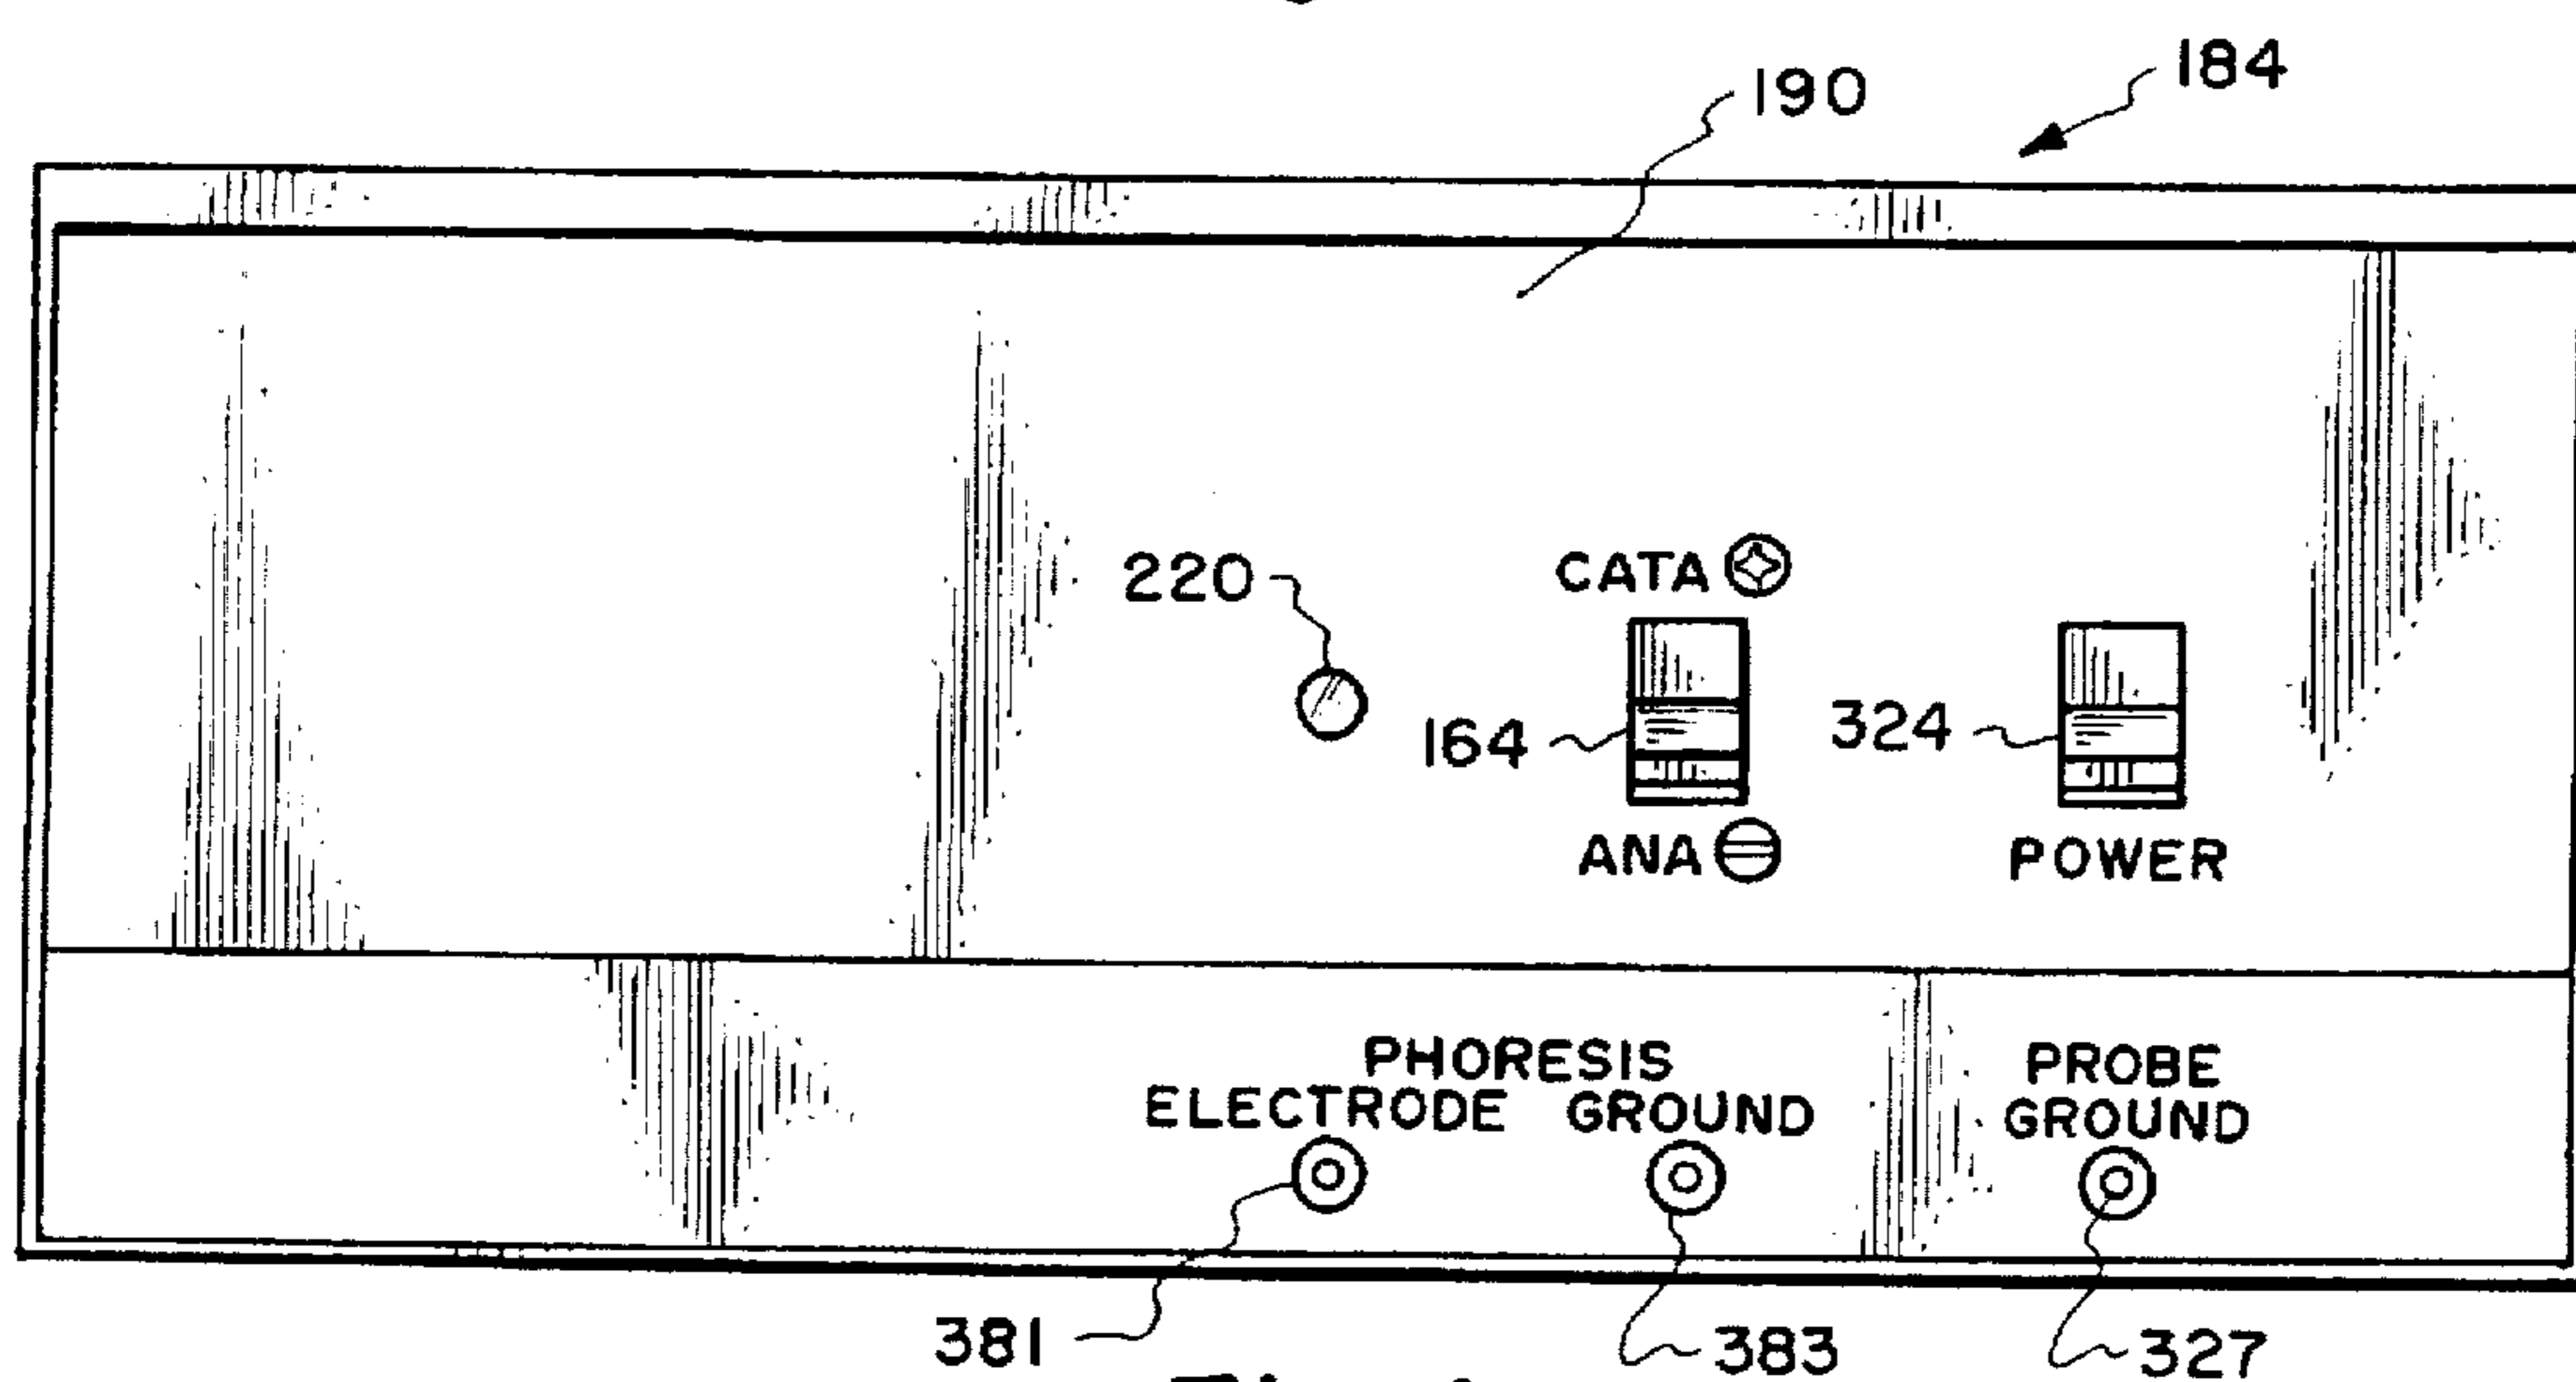 184
190
220
CATA
164
324
ANA
POWER
PHORESIS
ELECTRODE GROUND
PROBE
GROUND
381
383
327